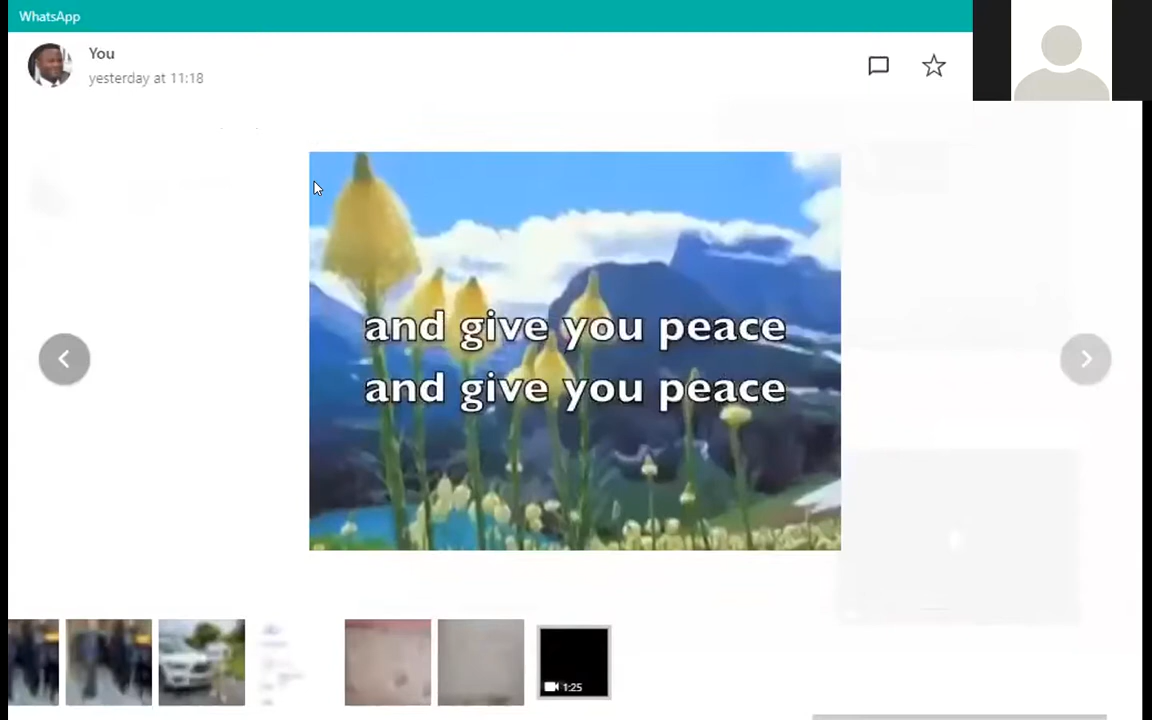 WhatsApp
You
yesterday at 11:18
and give you peace
and give you peace
1:25